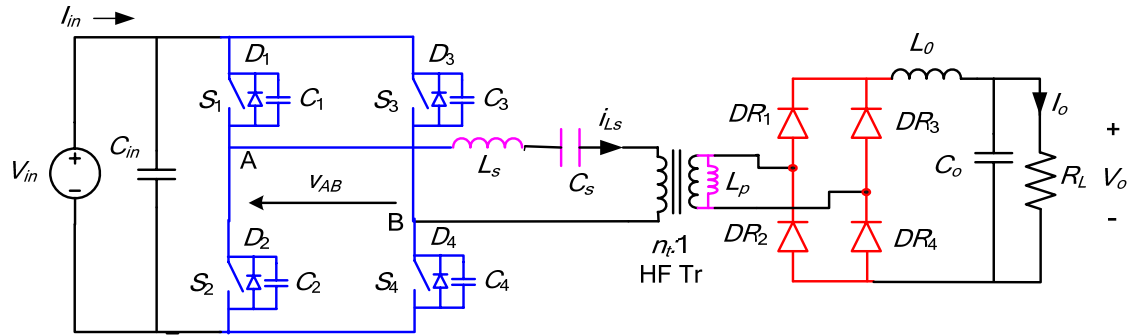 I_in
D_1
D_3
L_0
S_1
C_1
S_3
C_3
i_Ls
DR_1
DR_3
I_o
V_in
C_in
A
L_s
C_s
L_p
C_o
R_L
+
V_o
-
v_AB
B
D_2
D_4
DR_2
DR_4
S_2
C_2
S_4
C_4
n_t:1
HF Tr